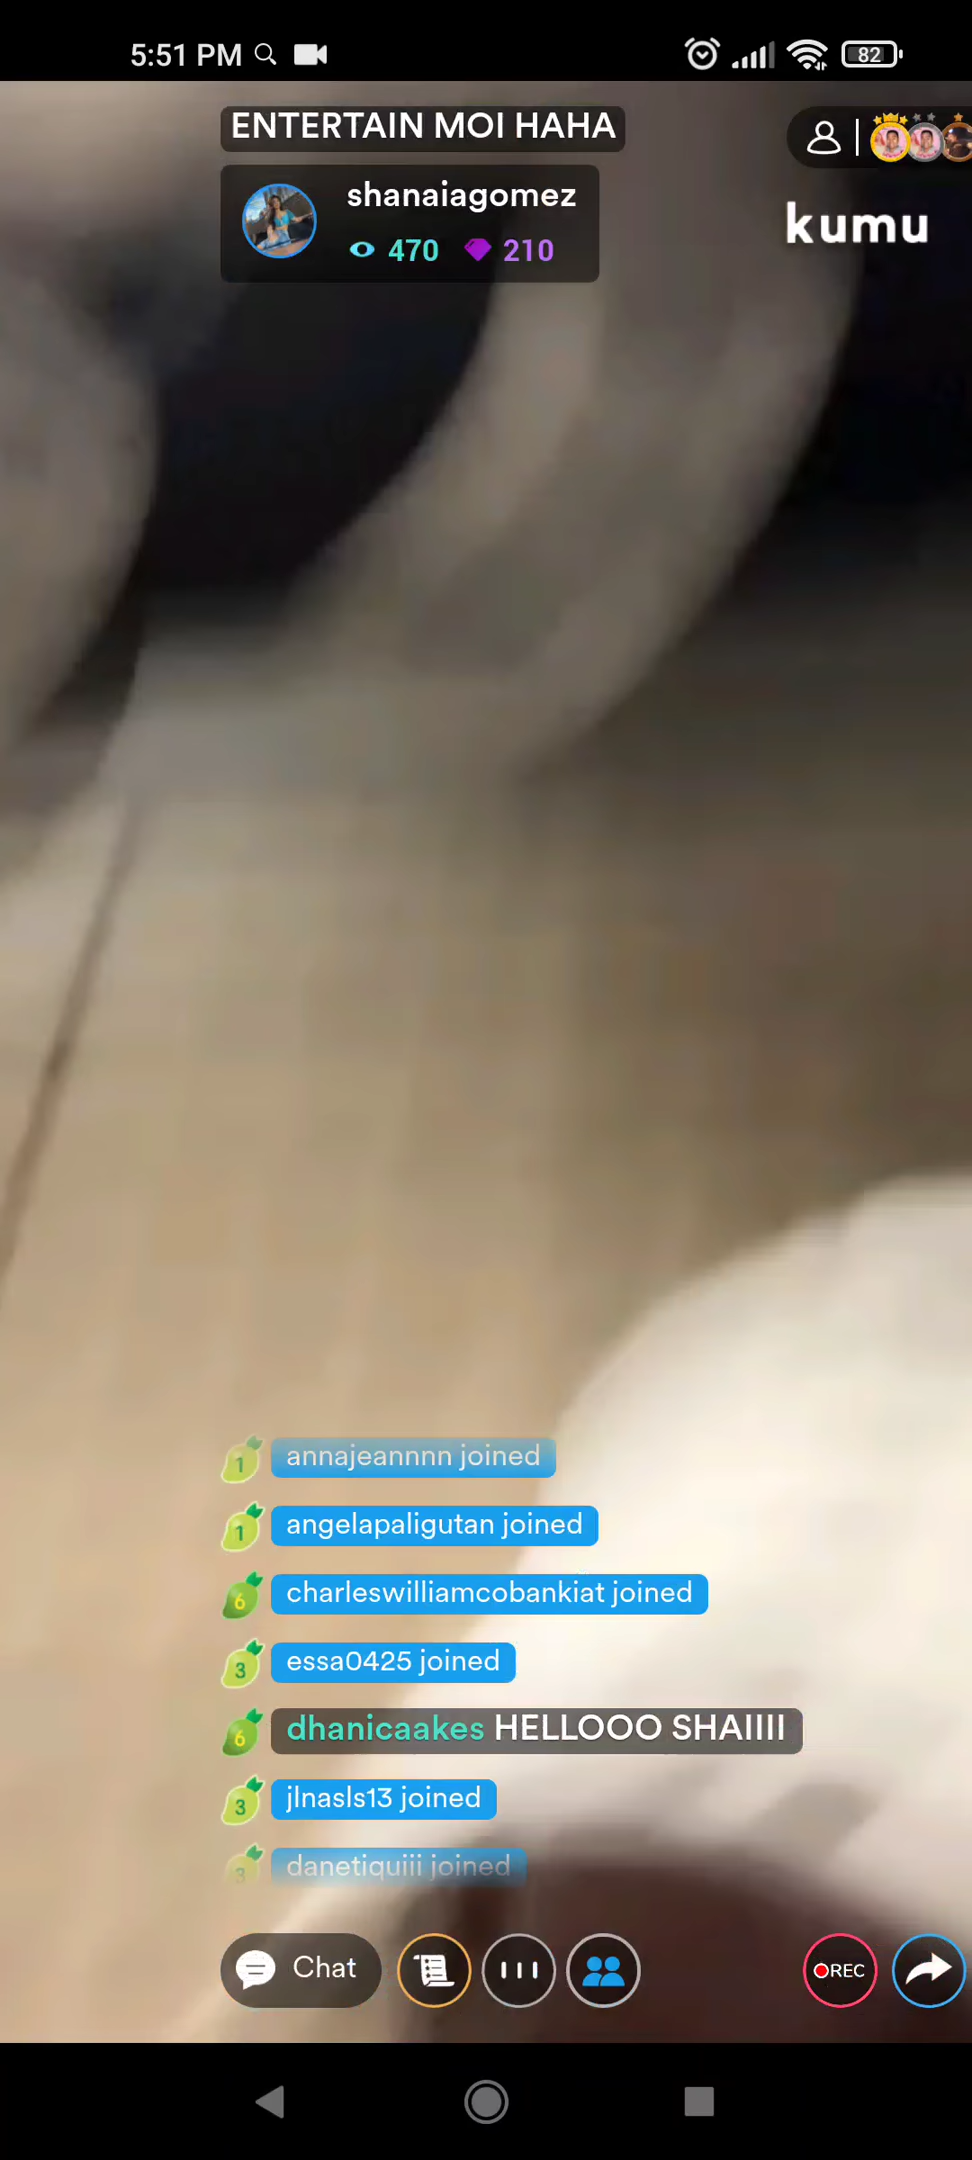 5:51 PM
82
ENTERTAIN MOI HAHA
shanaiagomez
470 210
kumu
1 annajeannnn joined
1 angelapaligutan joined
6 charleswilliamcobankiat joined
3 essa0425 joined
6 dhanicaakes HELLOOO SHAIIII
3 jlnasls13 joined
3 danetiquiii joined
Chat
REC